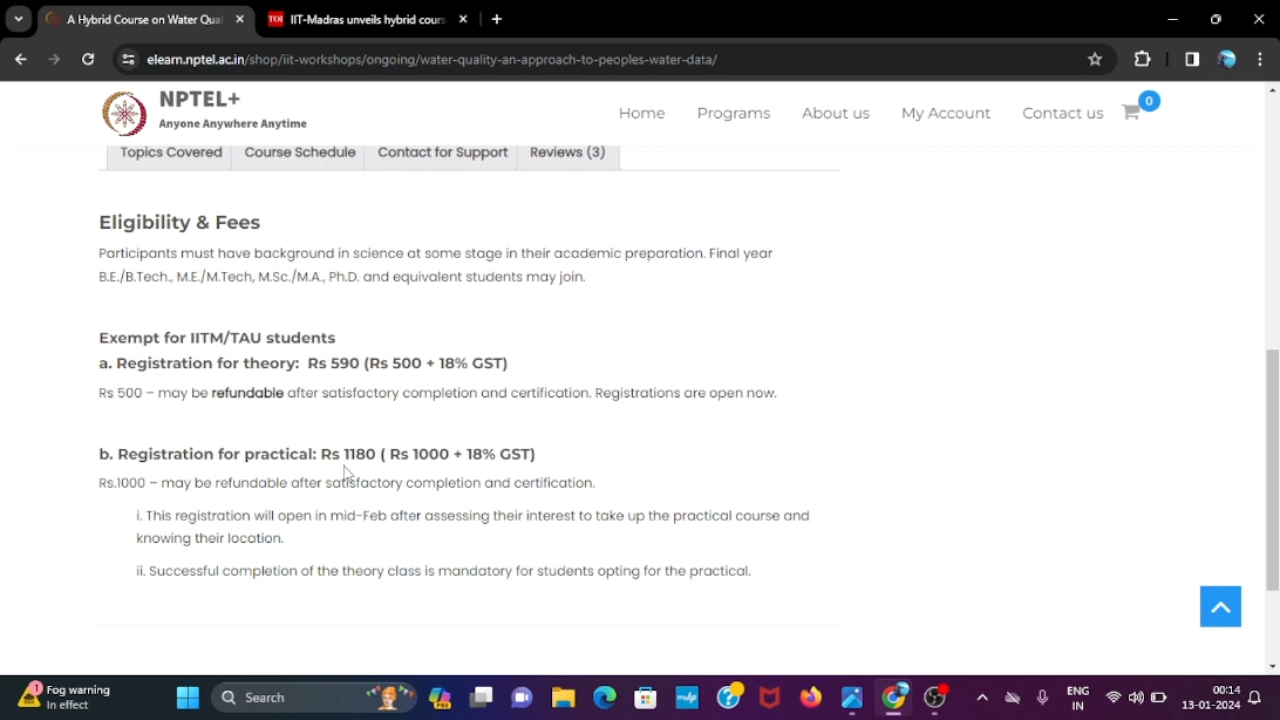 A Hybrid Course on Water Qual
IIT-Madras unveils hybrid cours
elearn.nptel.ac.in/shop/iit-workshops/ongoing/water-quality-an-approach-to-peoples-water-data/
NPTEL+
Anyone Anywhere Anytime
Home Programs About us My Account Contact us 0
Topics Covered Course Schedule Contact for Support Reviews (3)
Eligibility & Fees
Participants must have background in science at some stage in their academic preparation. Final year
B.E./B.Tech., M.E./M.Tech, M.Sc./M.A., Ph.D. and equivalent students may join.
Exempt for IITM/TAU students
a. Registration for theory: Rs 590 (Rs 500 + 18% GST)
Rs 500 – may be refundable after satisfactory completion and certification. Registrations are open now.
b. Registration for practical: Rs 1180 ( Rs 1000 + 18% GST)
Rs.1000 – may be refundable after satisfactory completion and certification.
i. This registration will open in mid-Feb after assessing their interest to take up the practical course and
knowing their location.
ii. Successful completion of the theory class is mandatory for students opting for the practical.
1 Fog warning
In effect
Search
ENG
IN
00:14
13-01-2024